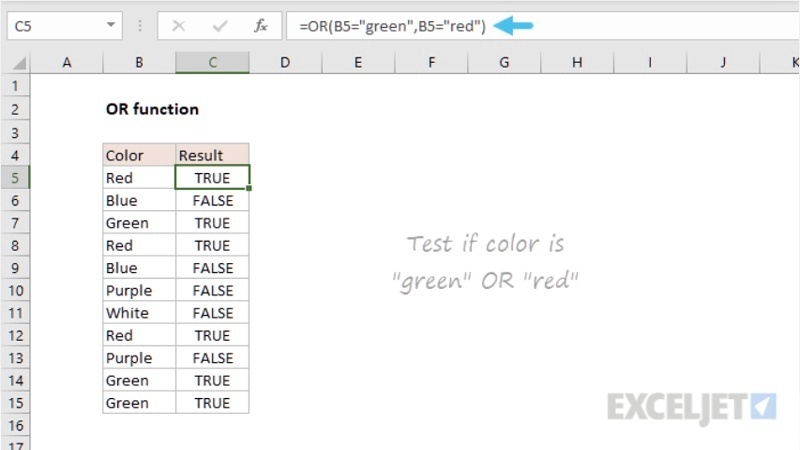 C5 fx =OR(B5="green",B5="red")
A B C D E F G H I J K
1
2 OR function
3
4 Color Result
5 Red TRUE
6 Blue FALSE
7 Green TRUE
8 Red TRUE
9 Blue FALSE
10 Purple FALSE
11 White FALSE
12 Red TRUE
13 Purple FALSE
14 Green TRUE
15 Green TRUE
16
17
Test if color is
"green" OR "red"
EXCELJET